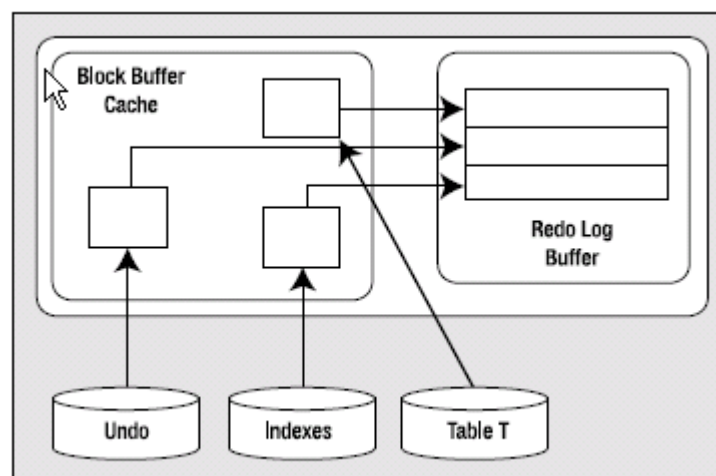 Block Buffer
Cache
Redo Log
Buffer
Undo
Indexes
Table T